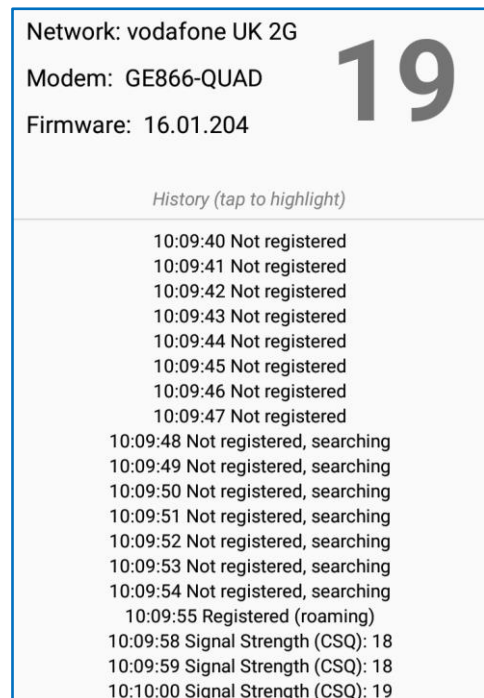 Network: vodafone UK 2G
19
Modem: GE866-QUAD
Firmware: 16.01.204
History (tap to highlight)
10:09:40 Not registered
10:09:41 Not registered
10:09:42 Not registered
10:09:43 Not registered
10:09:44 Not registered
10:09:45 Not registered
10:09:46 Not registered
10:09:47 Not registered
10:09:48 Not registered, searching
10:09:49 Not registered, searching
10:09:50 Not registered, searching
10:09:51 Not registered, searching
10:09:52 Not registered, searching
10:09:53 Not registered, searching
10:09:54 Not registered, searching
10:09:55 Registered (roaming)
10:09:58 Signal Strength (CSQ): 18
10:09:59 Signal Strength (CSQ): 18
10:10:00 Signal Strength (CSQ): 19